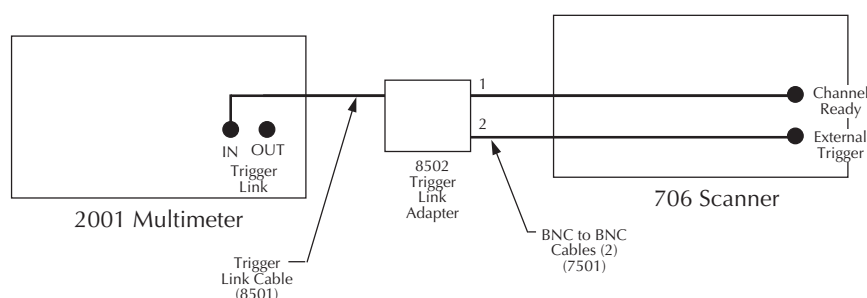 IN OUT
Trigger
Link
2001 Multimeter
Trigger
Link Cable
(8501)
8502
Trigger
Link
Adapter
1
2
BNC to BNC
Cables (2)
(7501)
Channel
Ready
External
Trigger
706 Scanner